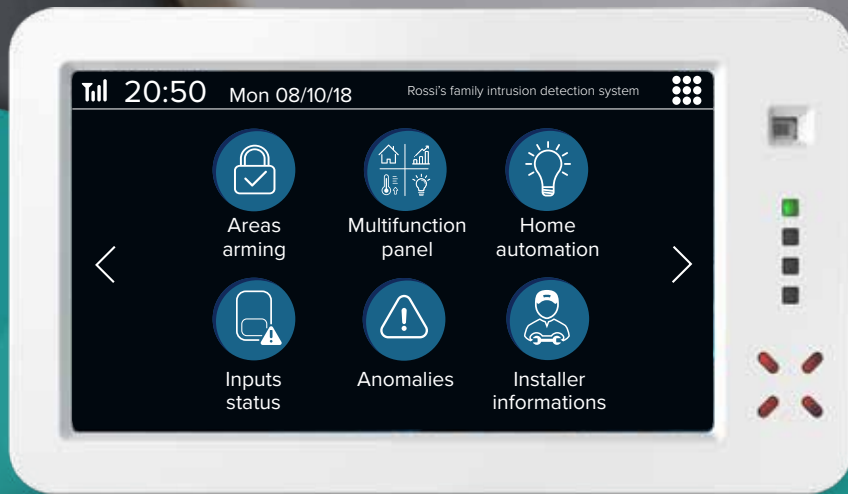 20:50 Mon 08/10/18 Rossi's family intrusion detection system
Areas
arming
Multifunction
panel
Home
automation
Inputs
status
Anomalies
Installer
informations